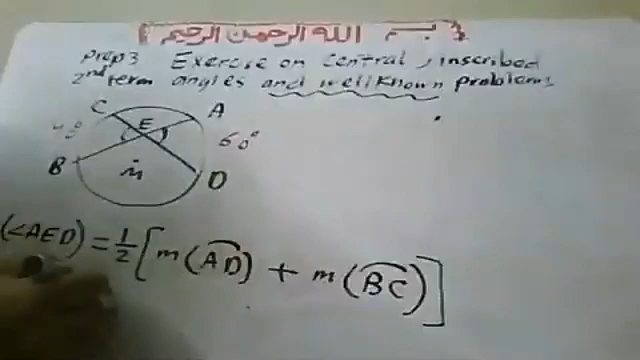 بسم الله الرحمن الرحيم
prep3 Exercise on central, inscribed
2nd term angles and wellknown problems
C A
E
40° 60°
B M D
(∠AED) = 1/2 [m(AD) + m(BC)]